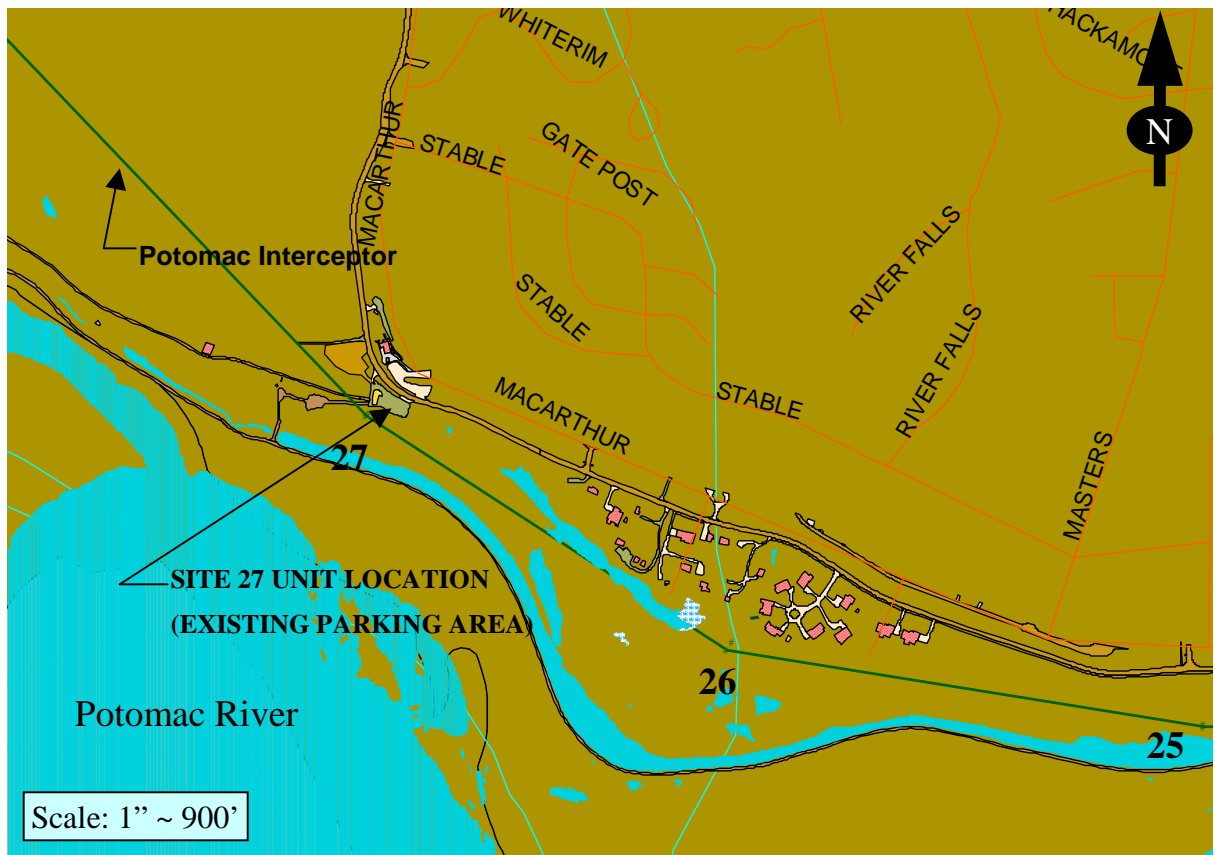 WHITERIM
HACKAMORE
N
MACARTHUR
STABLE
GATE POST
RIVER FALLS
Potomac Interceptor
STABLE
RIVER FALLS
MACARTHUR
STABLE
MASTERS
27
SITE 27 UNIT LOCATION
(EXISTING PARKING AREA)
26
Potomac River
25
Scale: 1” ~ 900’